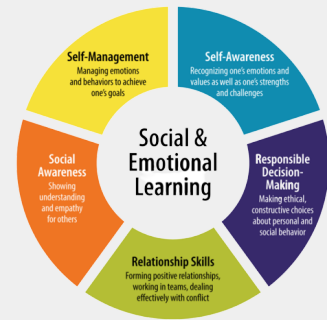 Social &
Emotional
Learning
Self-Management
Managing emotions
and behaviors to achieve
one's goals
Self-Awareness
Recognizing one's emotions and
values as well as one's strengths
and challenges
Social
Awareness
Showing
understanding
and empathy
for others
Responsible
Decision-
Making
Making ethical,
constructive choices
about personal and
social behavior
Relationship Skills
Forming positive relationships,
working in teams, dealing
effectively with conflict